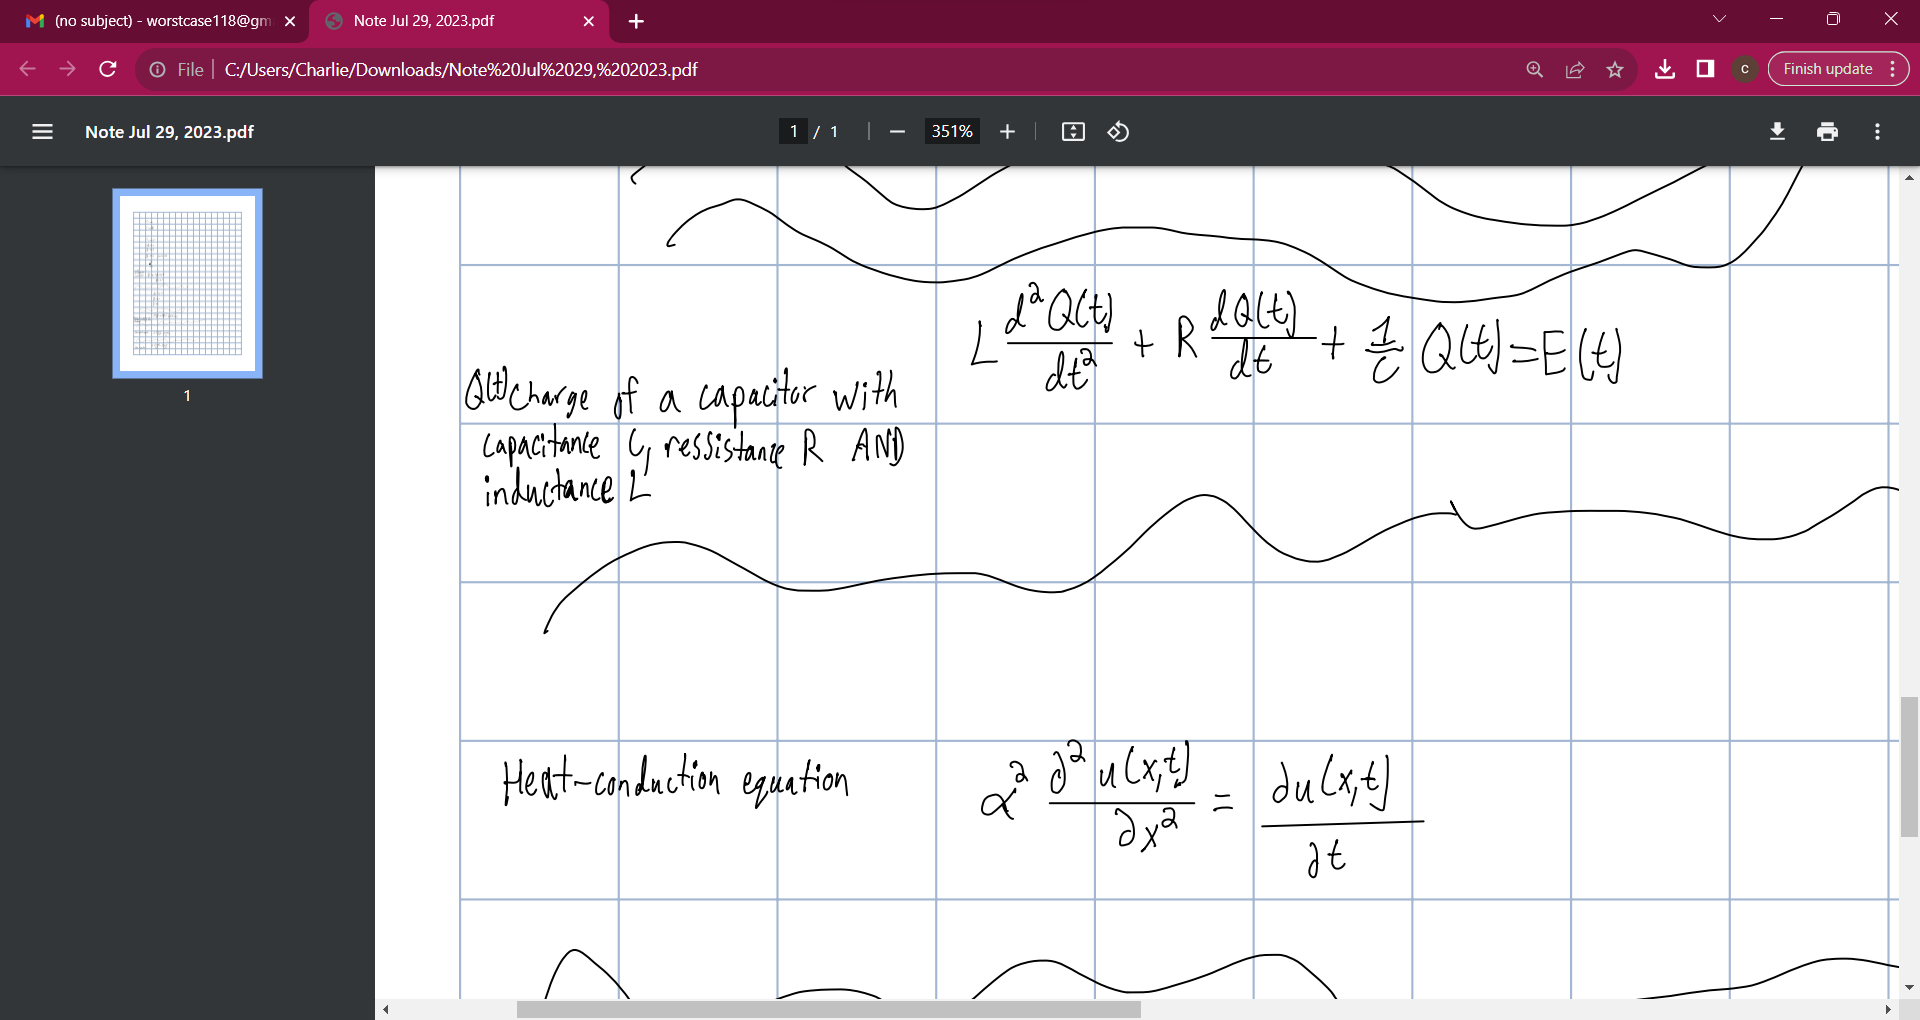 (no subject) - worstcase118@gm
Note Jul 29, 2023.pdf
File
C:/Users/Charlie/Downloads/Note%20Jul%2029,%202023.pdf
C
Finish update
Note Jul 29, 2023.pdf
1 / 1
351%
1
L d²Q(t)/dt² + R dQ(t)/dt + 1/C Q(t) = E(t)
Q(t) Charge of a capacitor with
capacitance C, ressistance R AND
inductance L
Heat-conduction equation
α² ∂²u(x,t)/∂x² = ∂u(x,t)/∂t